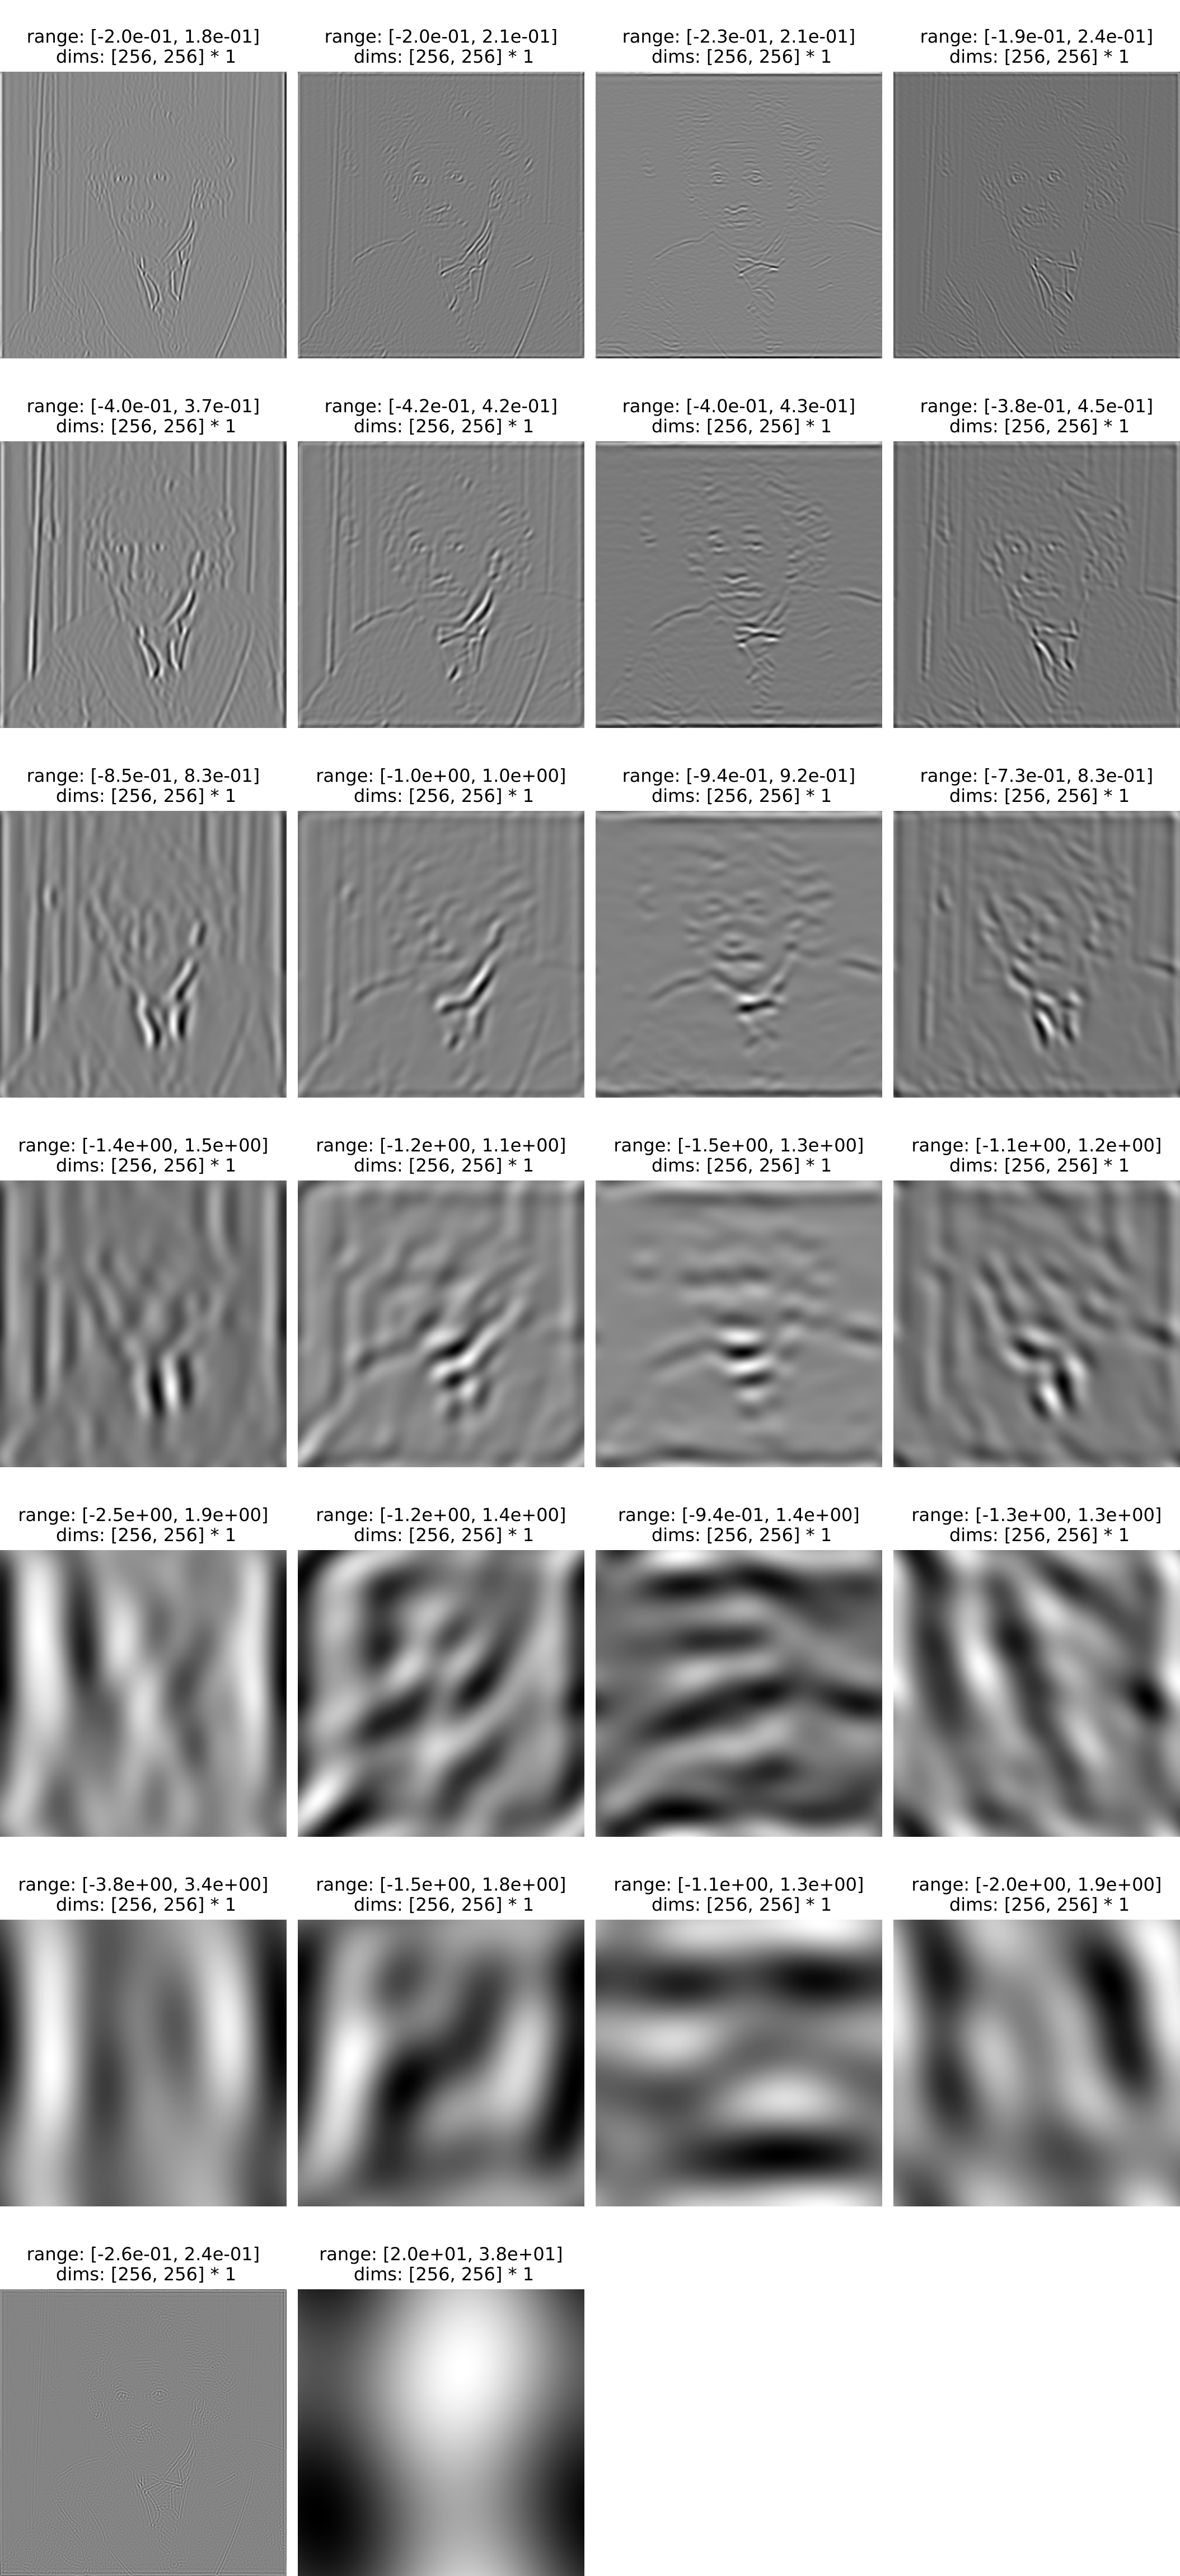 range: [-2.0e-01, 1.8e-01]
dims: [256, 256] * 1
range: [-2.0e-01, 2.1e-01]
dims: [256, 256] * 1
range: [-2.3e-01, 2.1e-01]
dims: [256, 256] * 1
range: [-1.9e-01, 2.4e-01]
dims: [256, 256] * 1
range: [-4.0e-01, 3.7e-01]
dims: [256, 256] * 1
range: [-4.2e-01, 4.2e-01]
dims: [256, 256] * 1
range: [-4.0e-01, 4.3e-01]
dims: [256, 256] * 1
range: [-3.8e-01, 4.5e-01]
dims: [256, 256] * 1
range: [-8.5e-01, 8.3e-01]
dims: [256, 256] * 1
range: [-1.0e+00, 1.0e+00]
dims: [256, 256] * 1
range: [-9.4e-01, 9.2e-01]
dims: [256, 256] * 1
range: [-7.3e-01, 8.3e-01]
dims: [256, 256] * 1
range: [-1.4e+00, 1.5e+00]
dims: [256, 256] * 1
range: [-1.2e+00, 1.1e+00]
dims: [256, 256] * 1
range: [-1.5e+00, 1.3e+00]
dims: [256, 256] * 1
range: [-1.1e+00, 1.2e+00]
dims: [256, 256] * 1
range: [-2.5e+00, 1.9e+00]
dims: [256, 256] * 1
range: [-1.2e+00, 1.4e+00]
dims: [256, 256] * 1
range: [-9.4e-01, 1.4e+00]
dims: [256, 256] * 1
range: [-1.3e+00, 1.3e+00]
dims: [256, 256] * 1
range: [-3.8e+00, 3.4e+00]
dims: [256, 256] * 1
range: [-1.5e+00, 1.8e+00]
dims: [256, 256] * 1
range: [-1.1e+00, 1.3e+00]
dims: [256, 256] * 1
range: [-2.0e+00, 1.9e+00]
dims: [256, 256] * 1
range: [-2.6e-01, 2.4e-01]
dims: [256, 256] * 1
range: [2.0e+01, 3.8e+01]
dims: [256, 256] * 1